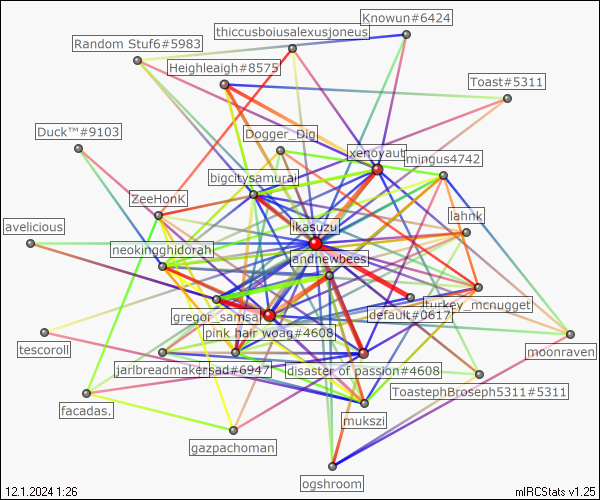 Knowun#6424
thiccusboiusalexusjoneus
Random Stuf6#5983
Heighleaigh#8575
Toast#5311
Duck™#9103
Dogger_Dig
xenoyaut
mingus4742
bigcitysamurai
ZeeHonK
lahnk
avelicious
ikasuzu
neokingghidorah
andnewbees
turkey_mcnugget
gregor_samsai
default#0617
pink hair woag#4608
moonraven
tescoroll
jarlbreadmakersad#6947
disaster of passion#4608
ToastephBroseph5311#5311
facadas.
mukszi
gazpachoman
ogshroom
12.1.2024 1:26
mIRCStats v1.25